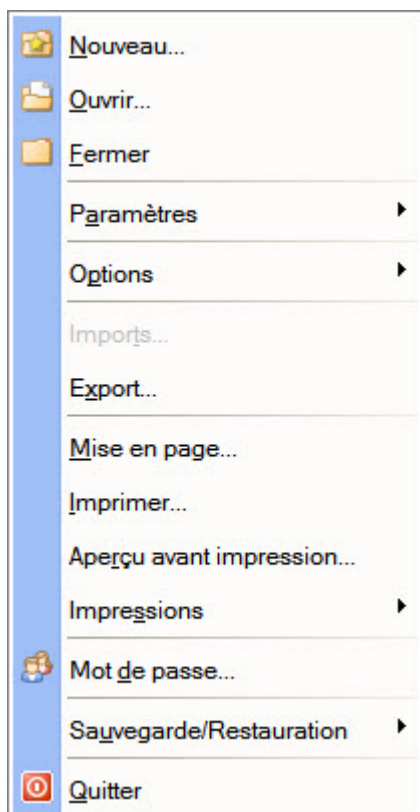 Nouveau...
Ouvrir...
Fermer
Paramètres
Options
Imports...
Export...
Mise en page...
Imprimer...
Aperçu avant impression...
Impressions
Mot de passe...
Sauvegarde/Restauration
Quitter